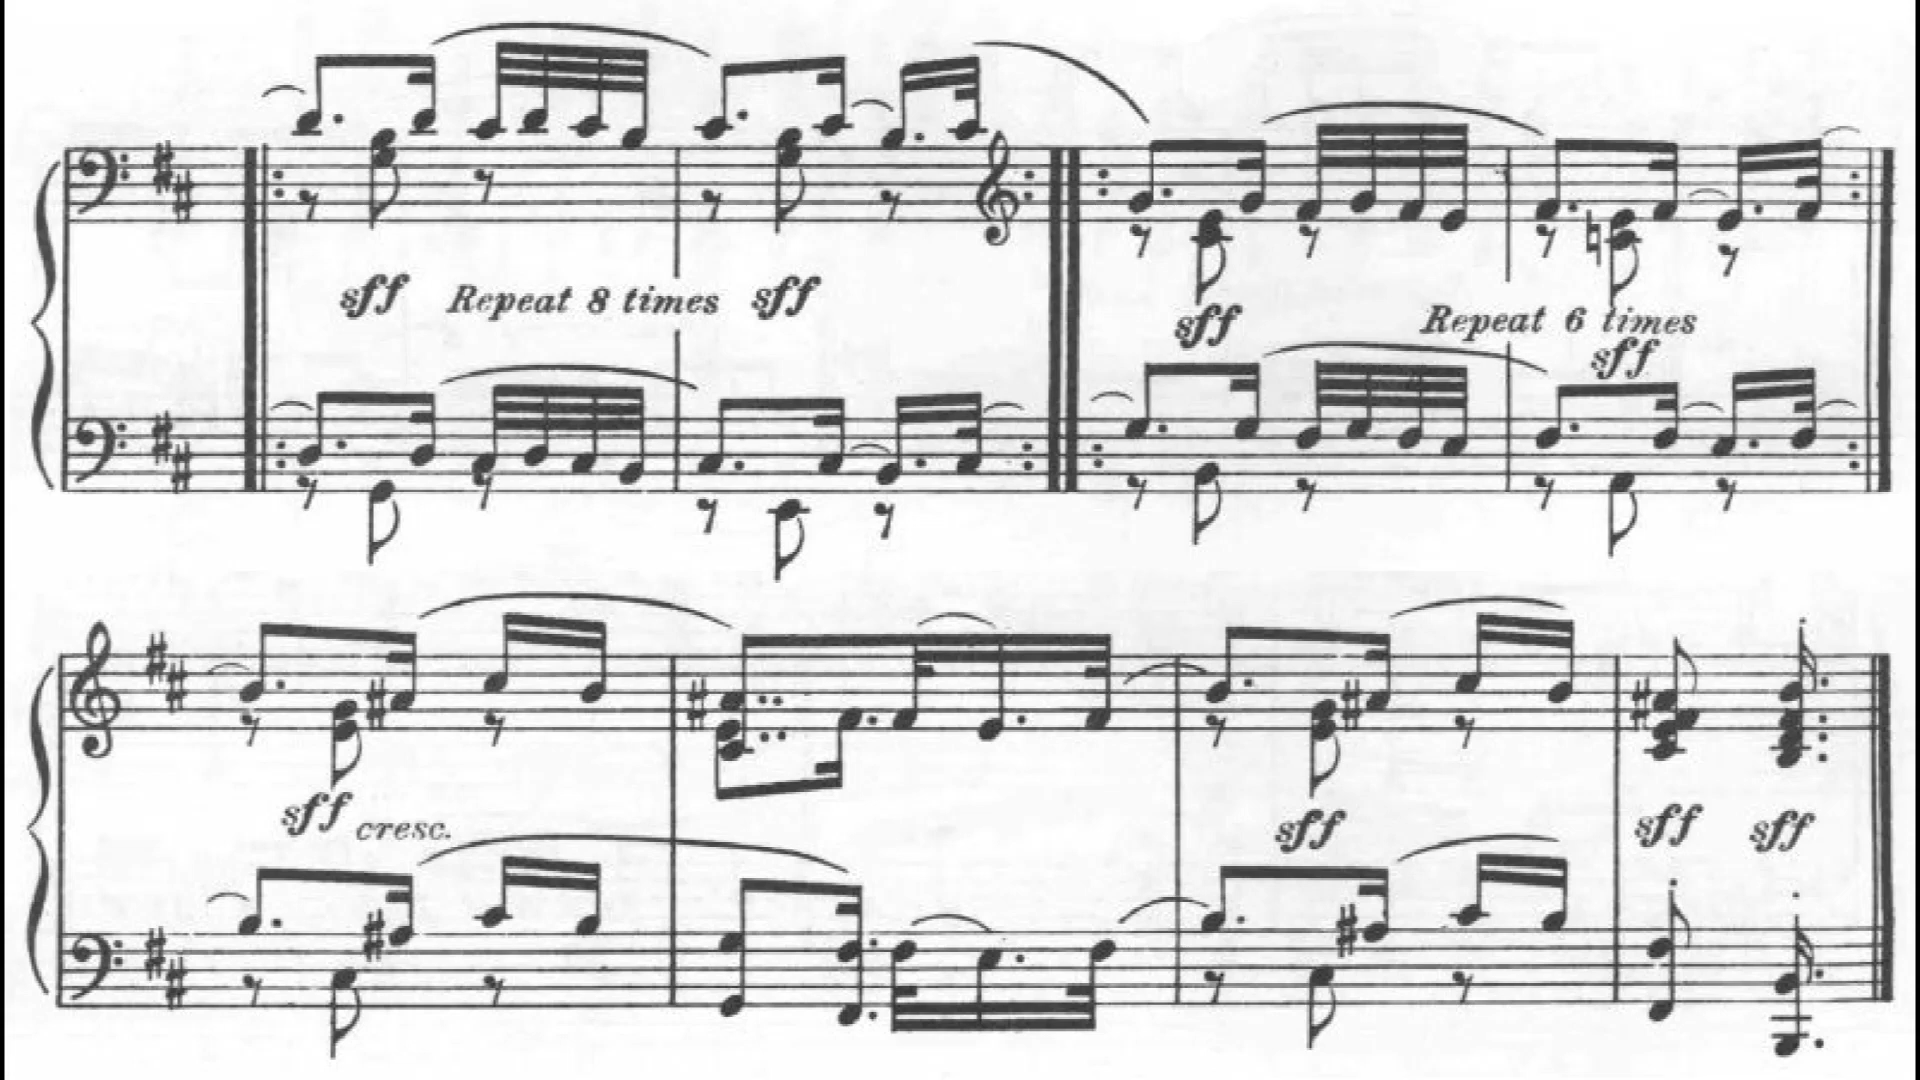 sff Repeat 8 times sff
sff Repeat 6 times
sff
sff cresc.
sff
sff sff